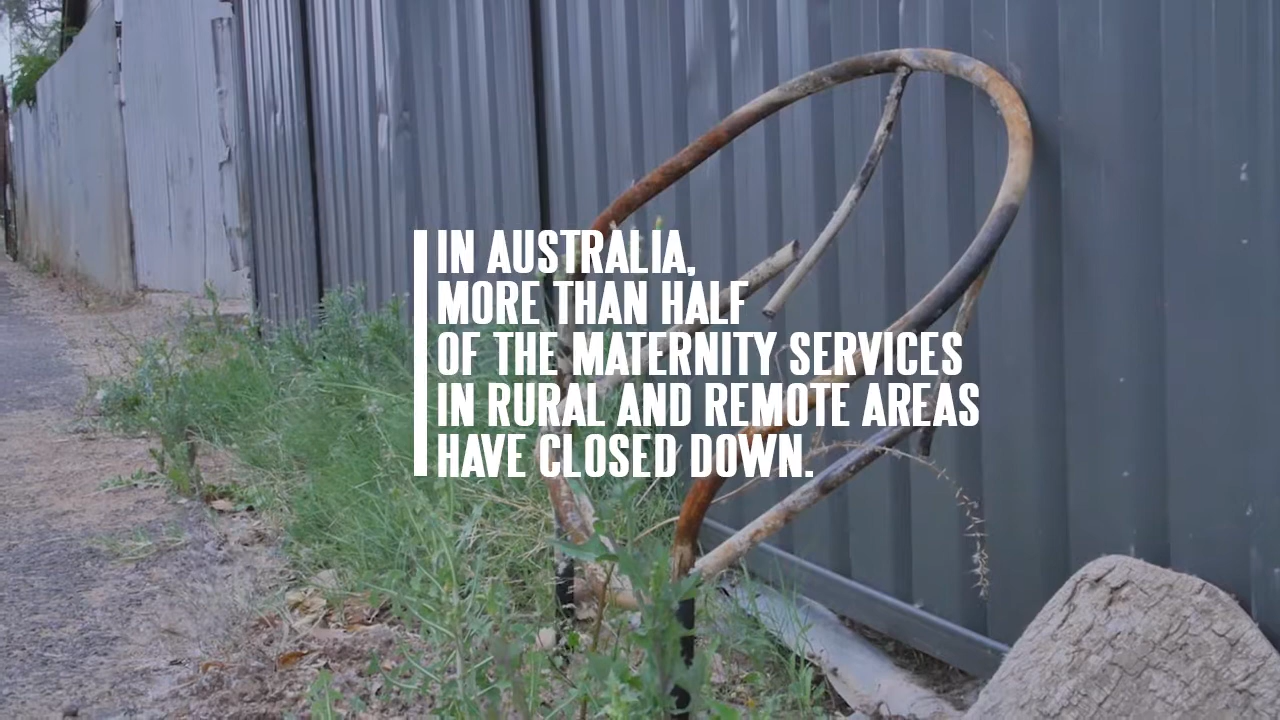 IN AUSTRALIA,
MORE THAN HALF
OF THE MATERNITY SERVICES
IN RURAL AND REMOTE AREAS
HAVE CLOSED DOWN.